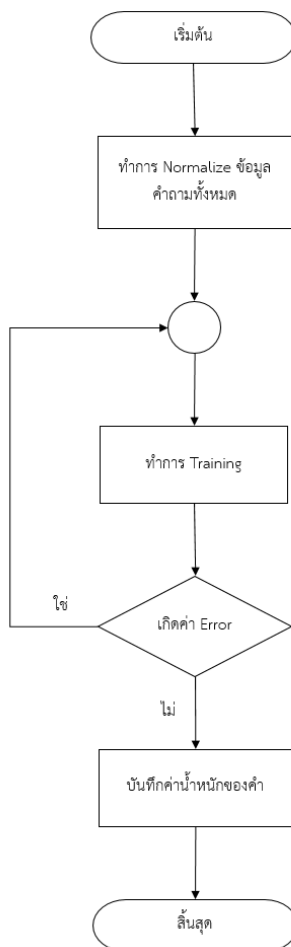 เริ่มต้น
ทำการ Normalize ข้อมูล
คำถามทั้งหมด
ทำการ Training
เกิดค่า Error
ใช่
ไม่
บันทึกค่าน้ำหนักของคำ
สิ้นสุด